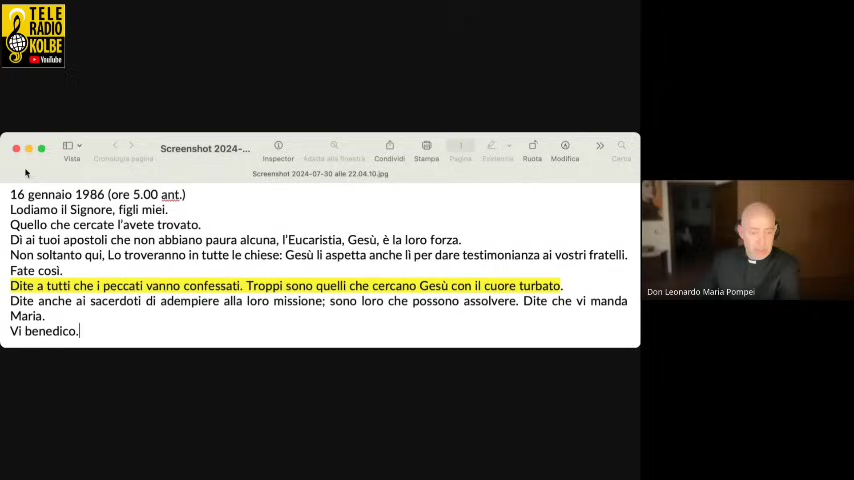 TELE
RADIO
KOLBE
YouTube
Screenshot 2024-...
Vista
Cronologia pagina
Inspector
Adatta alla finestra
Condividi
Stampa
Pagina
Evidenzia
Ruota
Modifica
Cerca
Screenshot 2024-07-30 alle 22.04.10.jpg
16 gennaio 1986 (ore 5.00 ant.)
Lodiamo il Signore, figli miei.
Quello che cercate l’avete trovato.
Dì ai tuoi apostoli che non abbiano paura alcuna, l’Eucaristia, Gesù, è la loro forza.
Non soltanto qui, Lo troveranno in tutte le chiese: Gesù li aspetta anche lì per dare testimonianza ai vostri fratelli.
Fate così.
Dite a tutti che i peccati vanno confessati. Troppi sono quelli che cercano Gesù con il cuore turbato.
Dite anche ai sacerdoti di adempiere alla loro missione; sono loro che possono assolvere. Dite che vi manda
Maria.
Vi benedico.
Don Leonardo Maria Pompei